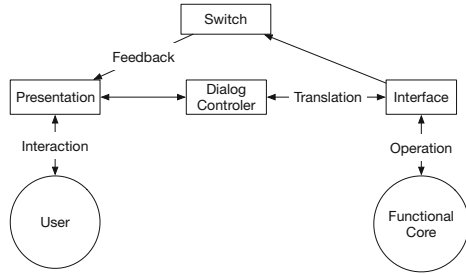 Switch
Feedback
Presentation
Dialog
Controler
Translation
Interface
Interaction
Operation
User
Functional
Core